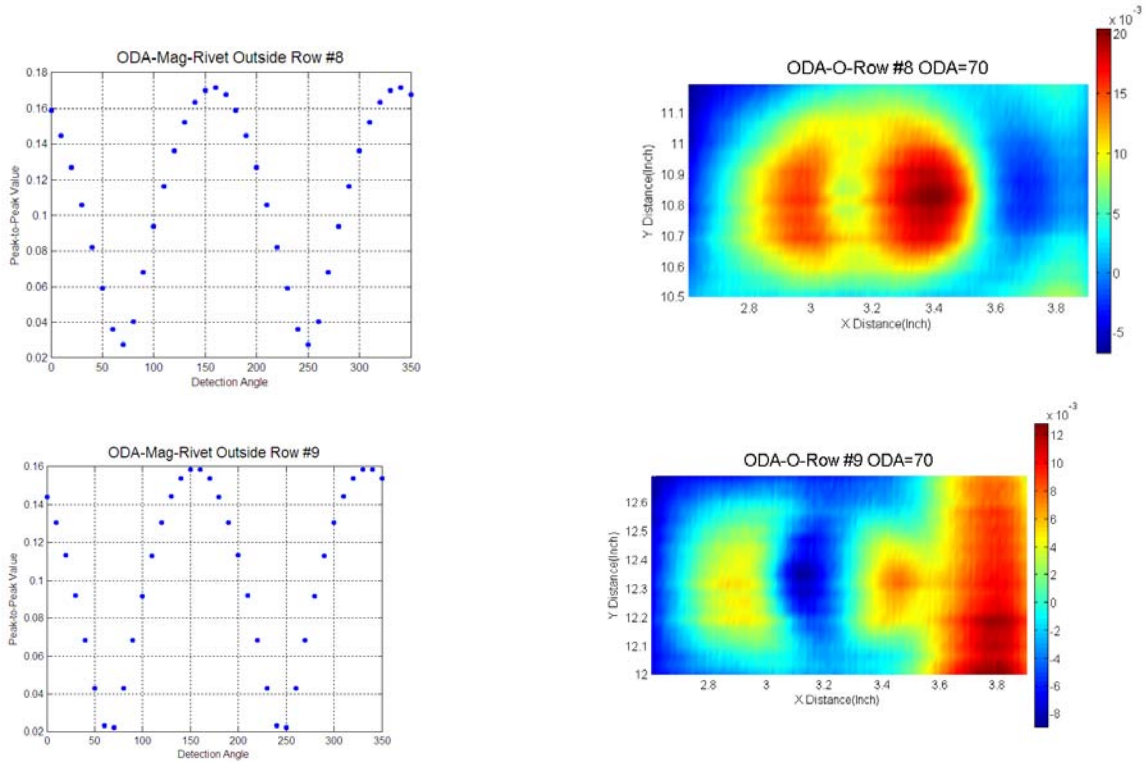 ODA-Mag-Rivet Outside Row #8
0.18
0.16
0.14
0.12
0.1
0.08
0.06
0.04
0.02
0 50 100 150 200 250 300 350
Peak-to-Peak Value
Detection Angle
x 10⁻³
ODA-O-Row #8 ODA=70
20
15
10
5
0
-5
11.1
11
10.9
10.8
10.7
10.6
10.5
Y Distance(Inch)
2.8 3 3.2 3.4 3.6 3.8
X Distance(Inch)
ODA-Mag-Rivet Outside Row #9
0.16
0.14
0.12
0.1
0.08
0.06
0.04
0.02
0 50 100 150 200 250 300 350
Peak-to-Peak Value
Detection Angle
x 10⁻³
ODA-O-Row #9 ODA=70
12
10
8
6
4
2
0
-2
-4
-6
-8
12.6
12.5
12.4
12.3
12.2
12.1
12
Y Distance(Inch)
2.8 3 3.2 3.4 3.6 3.8
X Distance(Inch)